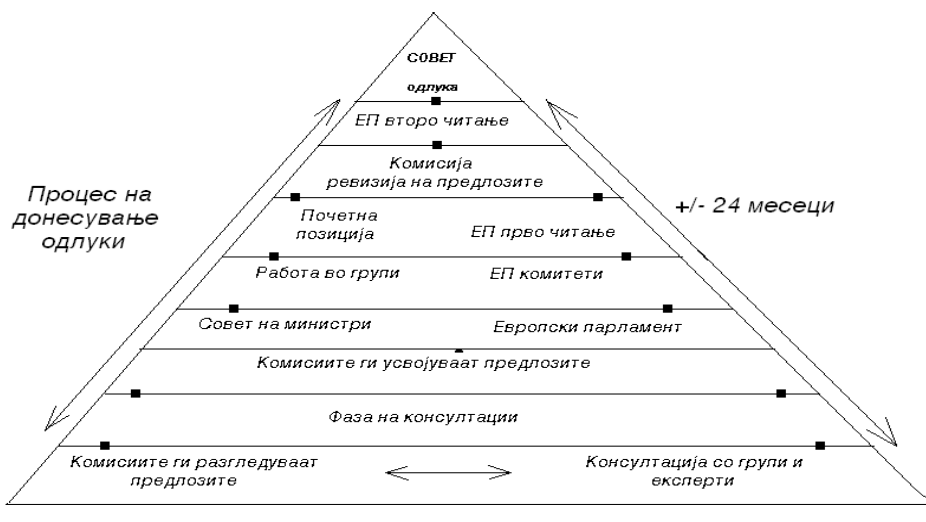 СОВЕТ
одлука
ЕП второ читање
Комисија
ревизија на предлозите
Процес на
донесување
одлуки
+/- 24 месеци
Почетна
позиција
ЕП прво читање
Работа во групи
ЕП комитети
Совет на министри
Европски парламент
Комисиите ги усвојуваат предлозите
Фаза на консултации
Комисиите ги разгледуваат
предлозите
Консултација со групи и
експерти